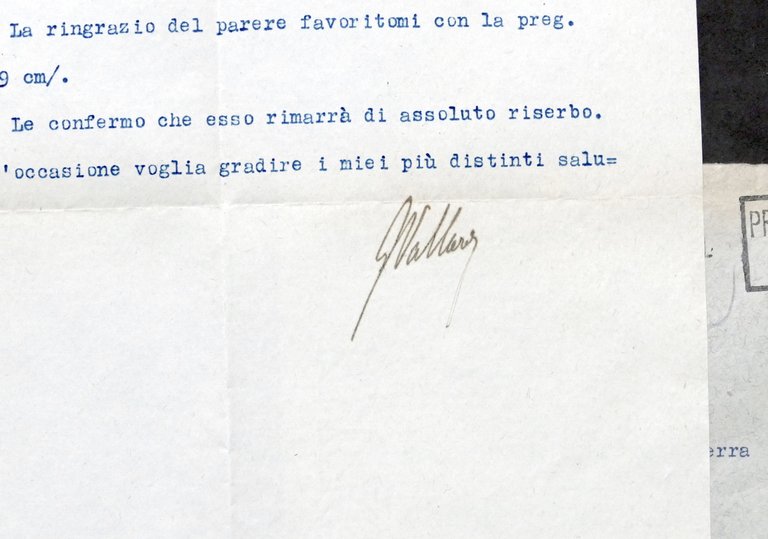 La ringrazio del parere favoritomi con la preg.
9 cm/.
Le confermo che esso rimarrà di assoluto riserbo.
'occasione voglia gradire i miei più distinti salu=
PR
erra